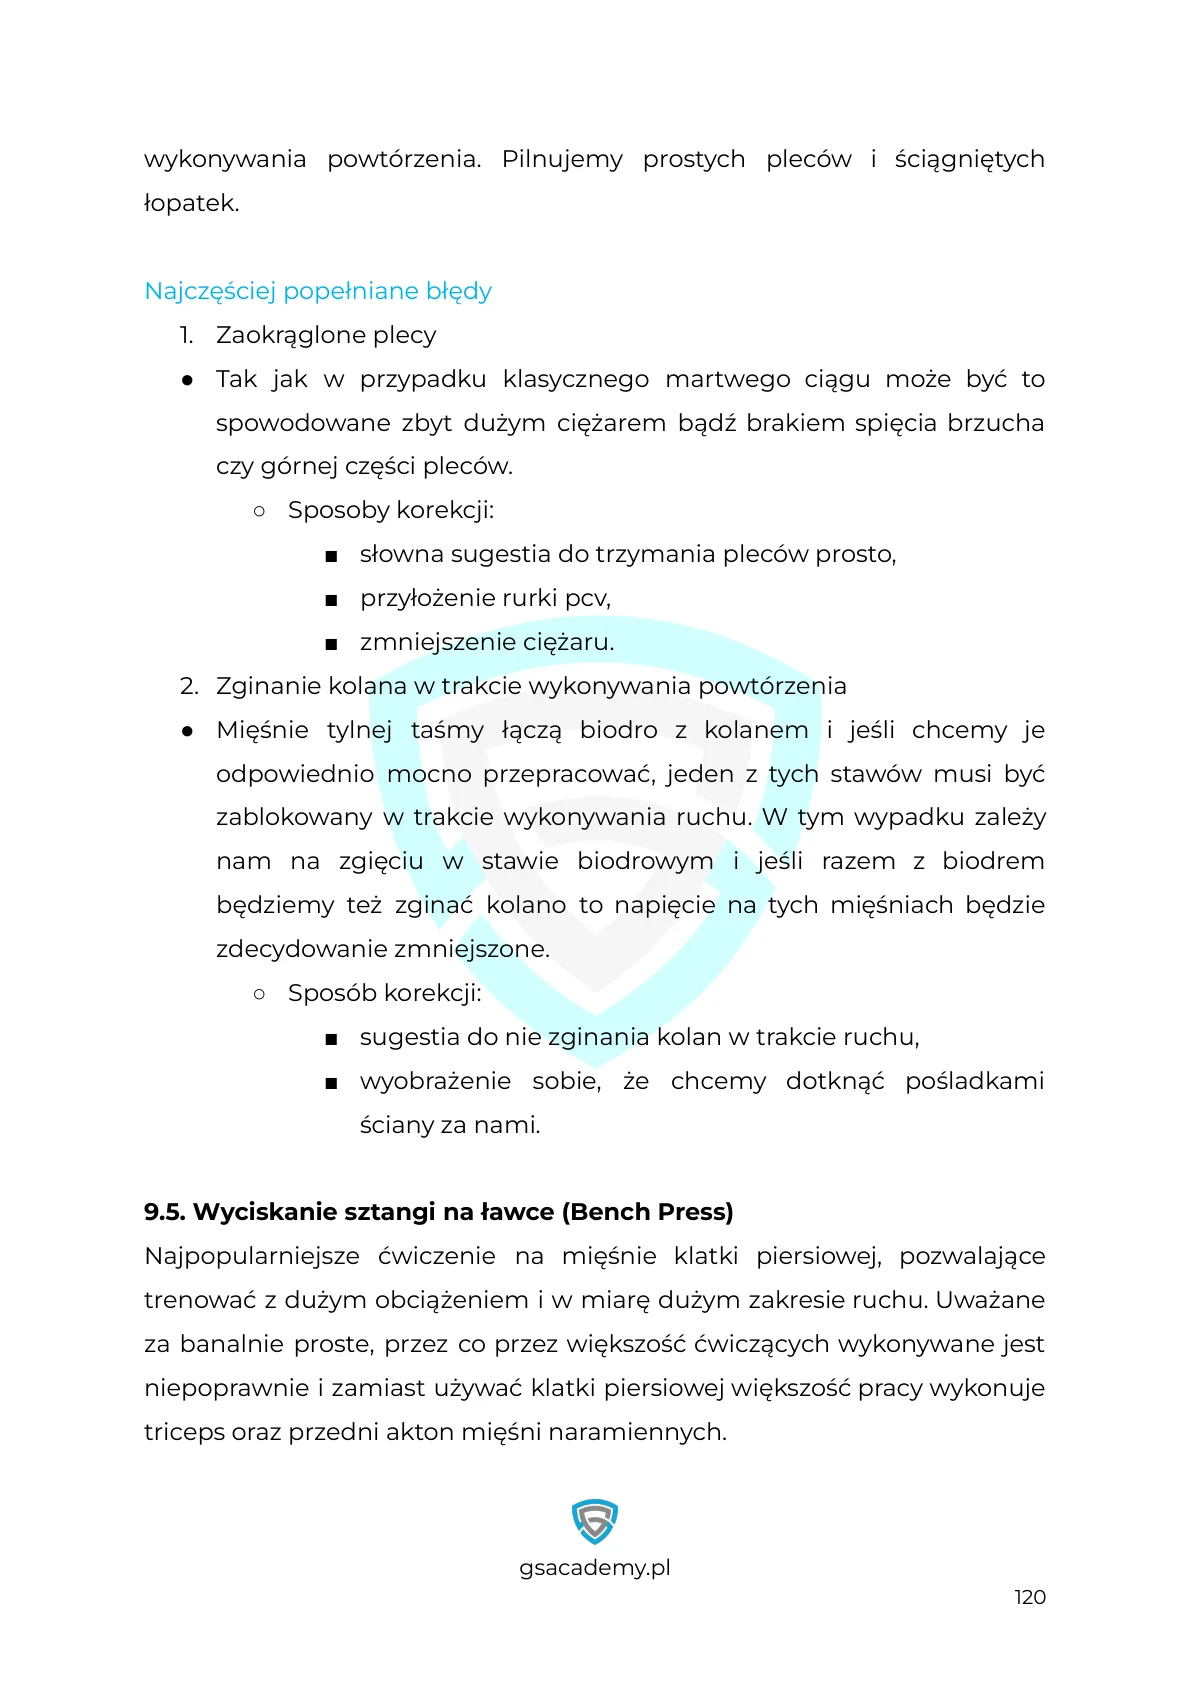 wykonywania powtórzenia. Pilnujemy prostych pleców i ściągniętych
łopatek.
Najczęściej popełniane błędy
1. Zaokrąglone plecy
● Tak jak w przypadku klasycznego martwego ciągu może być to
spowodowane zbyt dużym ciężarem bądź brakiem spięcia brzucha
czy górnej części pleców.
○ Sposoby korekcji:
■ słowna sugestia do trzymania pleców prosto,
■ przyłożenie rurki pcv,
■ zmniejszenie ciężaru.
2. Zginanie kolana w trakcie wykonywania powtórzenia
● Mięśnie tylnej taśmy łączą biodro z kolanem i jeśli chcemy je
odpowiednio mocno przepracować, jeden z tych stawów musi być
zablokowany w trakcie wykonywania ruchu. W tym wypadku zależy
nam na zgięciu w stawie biodrowym i jeśli razem z biodrem
będziemy też zginać kolano to napięcie na tych mięśniach będzie
zdecydowanie zmniejszone.
○ Sposób korekcji:
■ sugestia do nie zginania kolan w trakcie ruchu,
■ wyobrażenie sobie, że chcemy dotknąć pośladkami
ściany za nami.
9.5. Wyciskanie sztangi na ławce (Bench Press)
Najpopularniejsze ćwiczenie na mięśnie klatki piersiowej, pozwalające
trenować z dużym obciążeniem i w miarę dużym zakresie ruchu. Uważane
za banalnie proste, przez co przez większość ćwiczących wykonywane jest
niepoprawnie i zamiast używać klatki piersiowej większość pracy wykonuje
triceps oraz przedni akton mięśni naramiennych.
gsacademy.pl
120